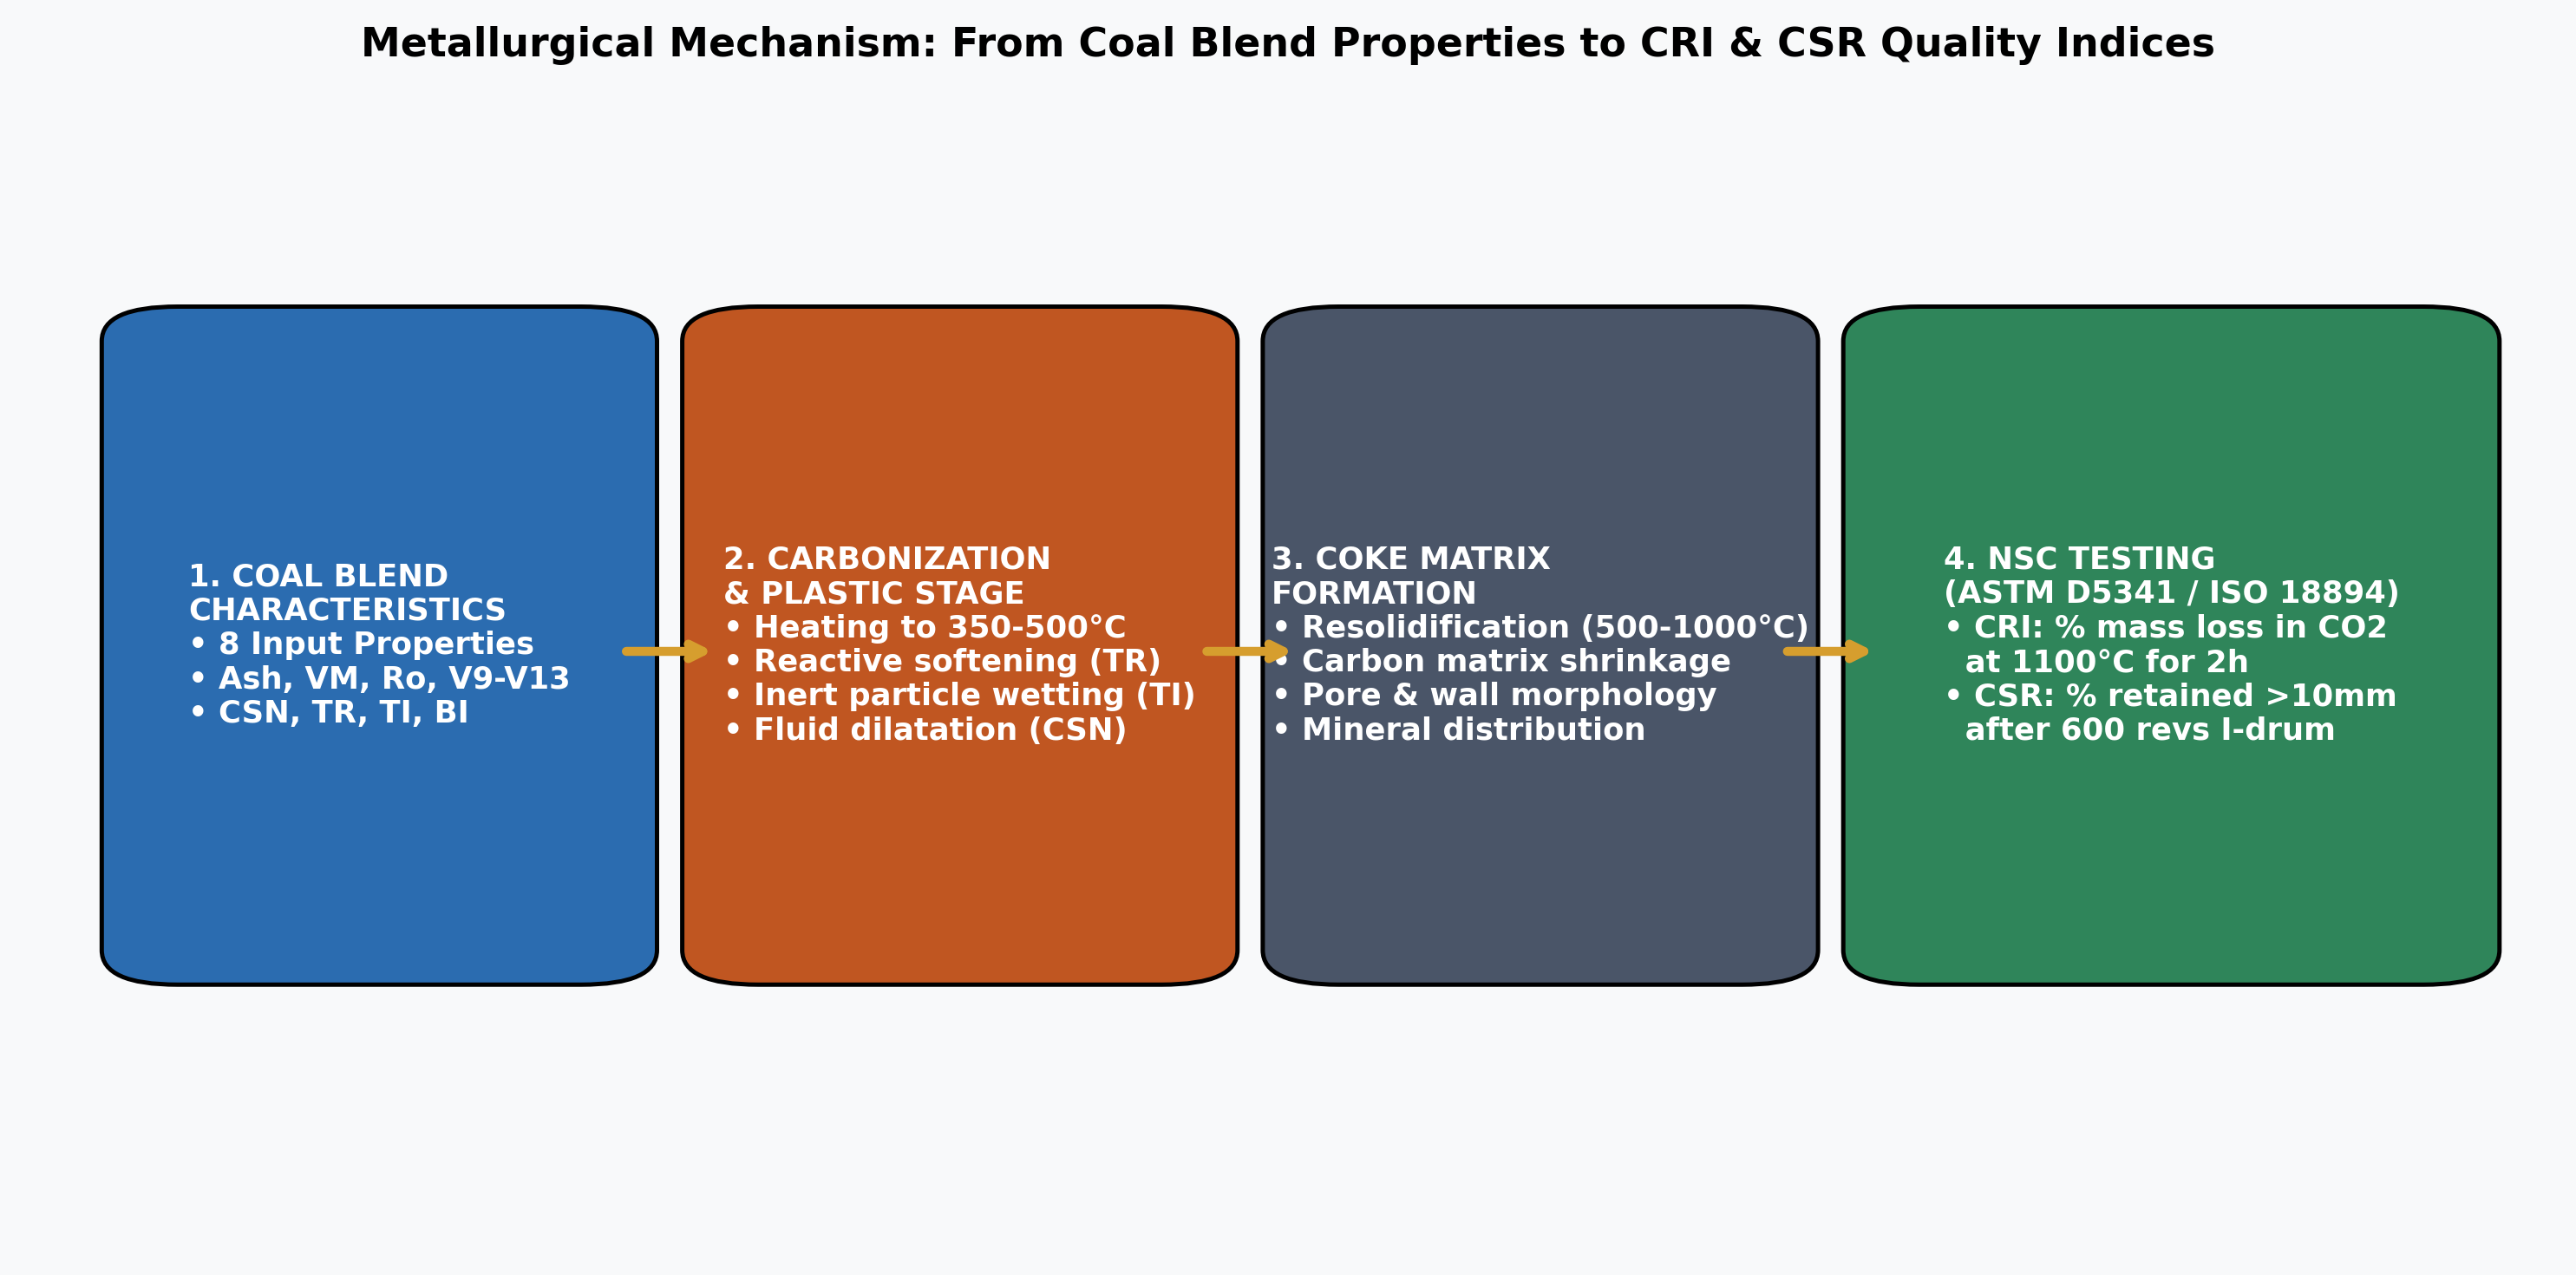 Metallurgical Mechanism: From Coal Blend Properties to CRI & CSR Quality Indices
1. COAL BLEND
CHARACTERISTICS
• 8 Input Properties
• Ash, VM, Ro, V9-V13
• CSN, TR, TI, BI
2. CARBONIZATION
& PLASTIC STAGE
• Heating to 350-500°C
• Reactive softening (TR)
• Inert particle wetting (TI)
• Fluid dilatation (CSN)
3. COKE MATRIX
FORMATION
• Resolidification (500-1000°C)
• Carbon matrix shrinkage
• Pore & wall morphology
• Mineral distribution
4. NSC TESTING
(ASTM D5341 / ISO 18894)
• CRI: % mass loss in CO2
at 1100°C for 2h
• CSR: % retained >10mm
after 600 revs I-drum